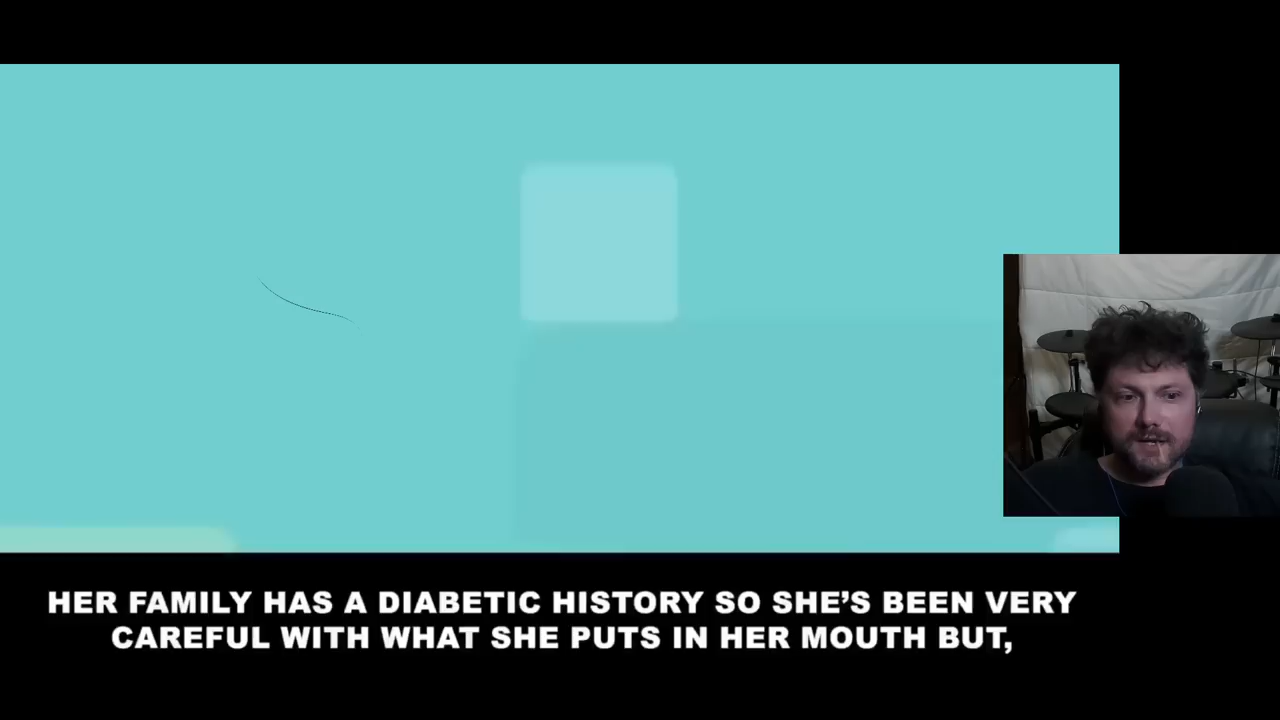 HER FAMILY HAS A DIABETIC HISTORY SO SHE’S BEEN VERY
CAREFUL WITH WHAT SHE PUTS IN HER MOUTH BUT,